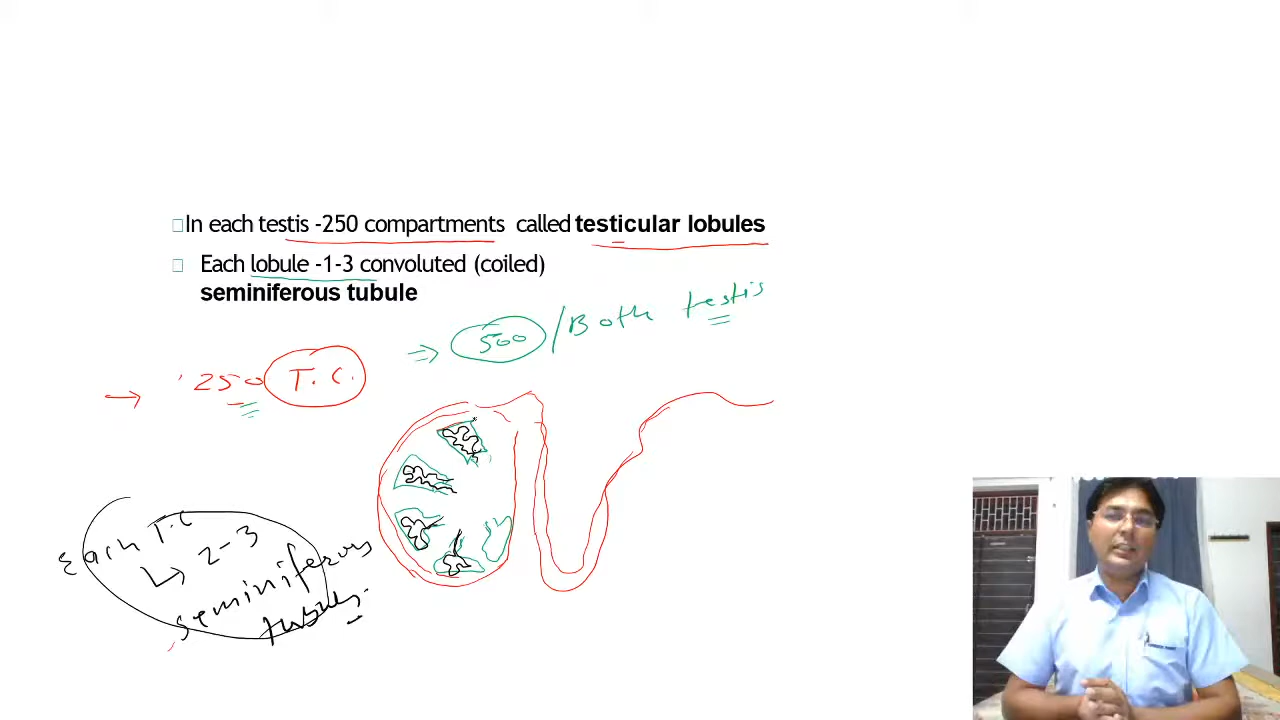 In each testis -250 compartments called testicular lobules
Each lobule -1-3 convoluted (coiled)
seminiferous tubule
⇒ 500 / Both testis
→ 250 T.C.
Each T.C
↳ 2-3
seminiferous